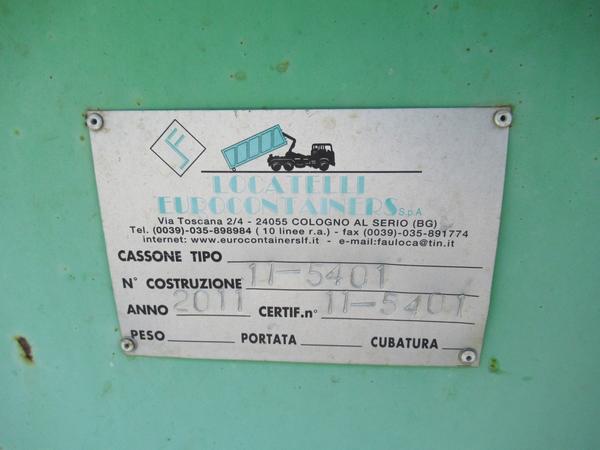 LOCATELLI
EUROCONTAINERS S.p.A.
Via Toscana 2/4 - 24055 COLOGNO AL SERIO (BG)
Tel. (0039)-035-898984 ( 10 linee r.a.) - fax (0039)-035-891774
internet: www.eurocontainerslf.it - e-mail:fauloca@tin.it
CASSONE TIPO
N° COSTRUZIONE 11-5401
ANNO 2011 CERTIF.n° 11-5401
PESO PORTATA CUBATURA